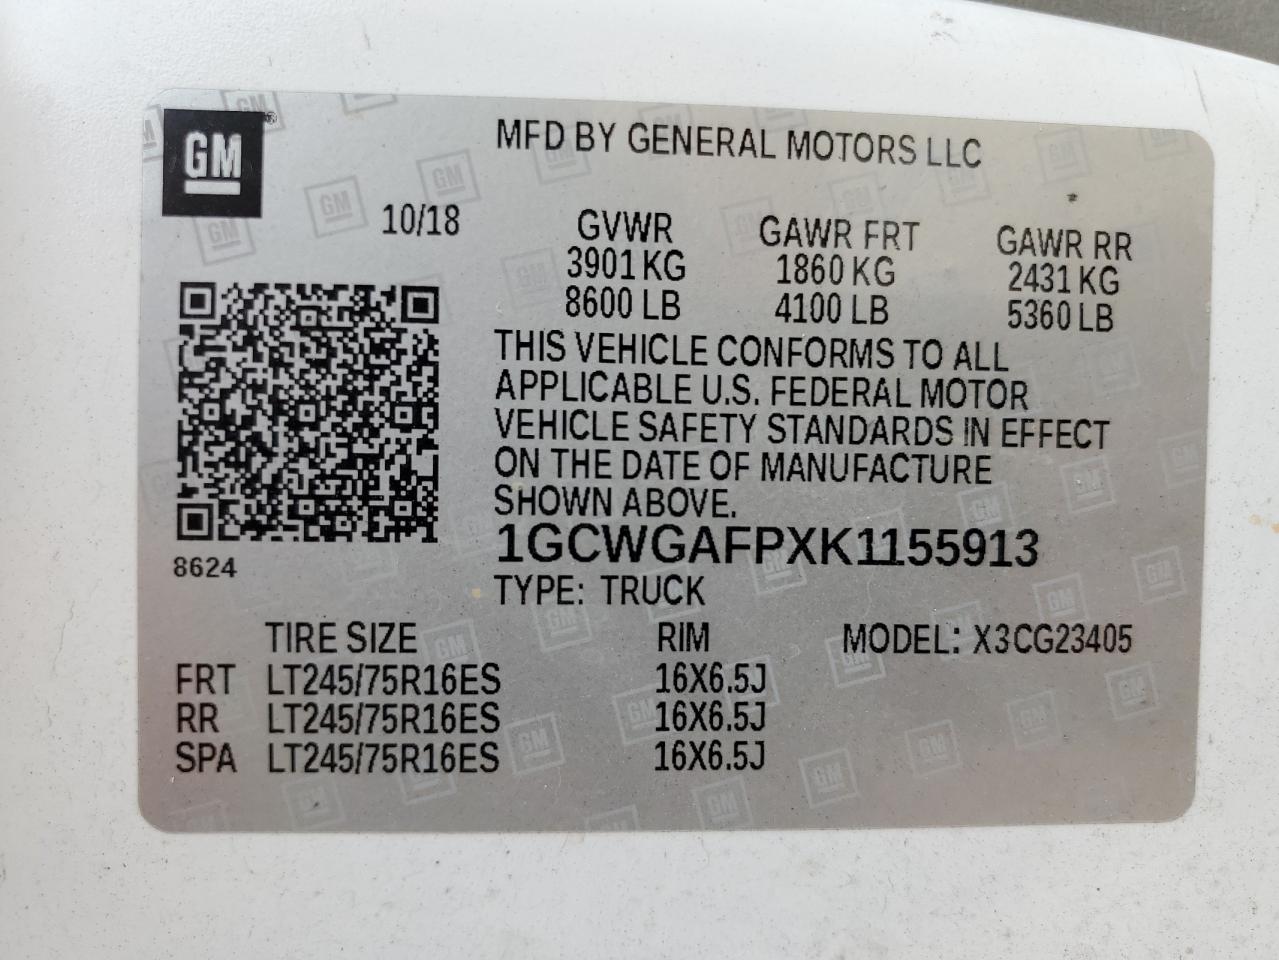 GM
MFD BY GENERAL MOTORS LLC
10/18
GVWR GAWR FRT GAWR RR
3901 KG 1860 KG 2431 KG
8600 LB 4100 LB 5360 LB
THIS VEHICLE CONFORMS TO ALL
APPLICABLE U.S. FEDERAL MOTOR
VEHICLE SAFETY STANDARDS IN EFFECT
ON THE DATE OF MANUFACTURE
SHOWN ABOVE.
1GCWGAFPXK1155913
8624
TYPE: TRUCK
TIRE SIZE RIM MODEL: X3CG23405
FRT LT245/75R16ES 16X6.5J
RR LT245/75R16ES 16X6.5J
SPA LT245/75R16ES 16X6.5J